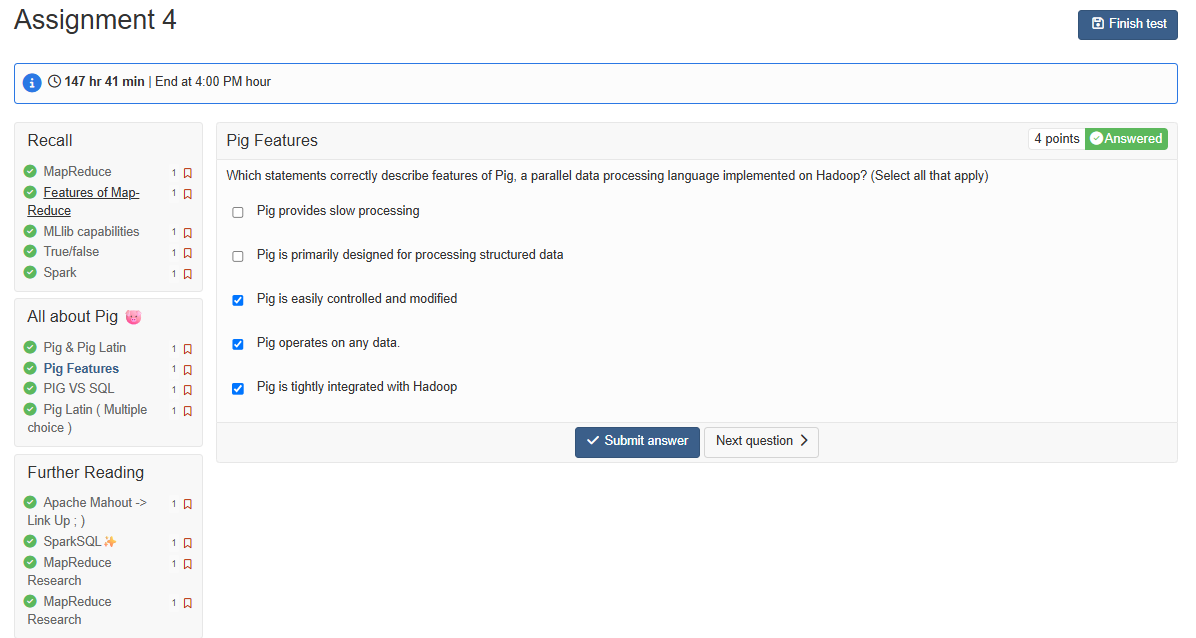 Assignment 4
Finish test
147 hr 41 min | End at 4:00 PM hour
Recall
MapReduce 1
Features of Map-
Reduce 1
MLlib capabilities 1
True/false 1
Spark 1
All about Pig 🐷
Pig & Pig Latin 1
Pig Features 1
PIG VS SQL 1
Pig Latin ( Multiple 1
choice )
Further Reading
Apache Mahout -> 1
Link Up ; )
SparkSQL✨ 1
MapReduce 1
Research
MapReduce 1
Research
Pig Features
4 points Answered
Which statements correctly describe features of Pig, a parallel data processing language implemented on Hadoop? (Select all that apply)
Pig provides slow processing
Pig is primarily designed for processing structured data
Pig is easily controlled and modified
Pig operates on any data.
Pig is tightly integrated with Hadoop
Submit answer
Next question